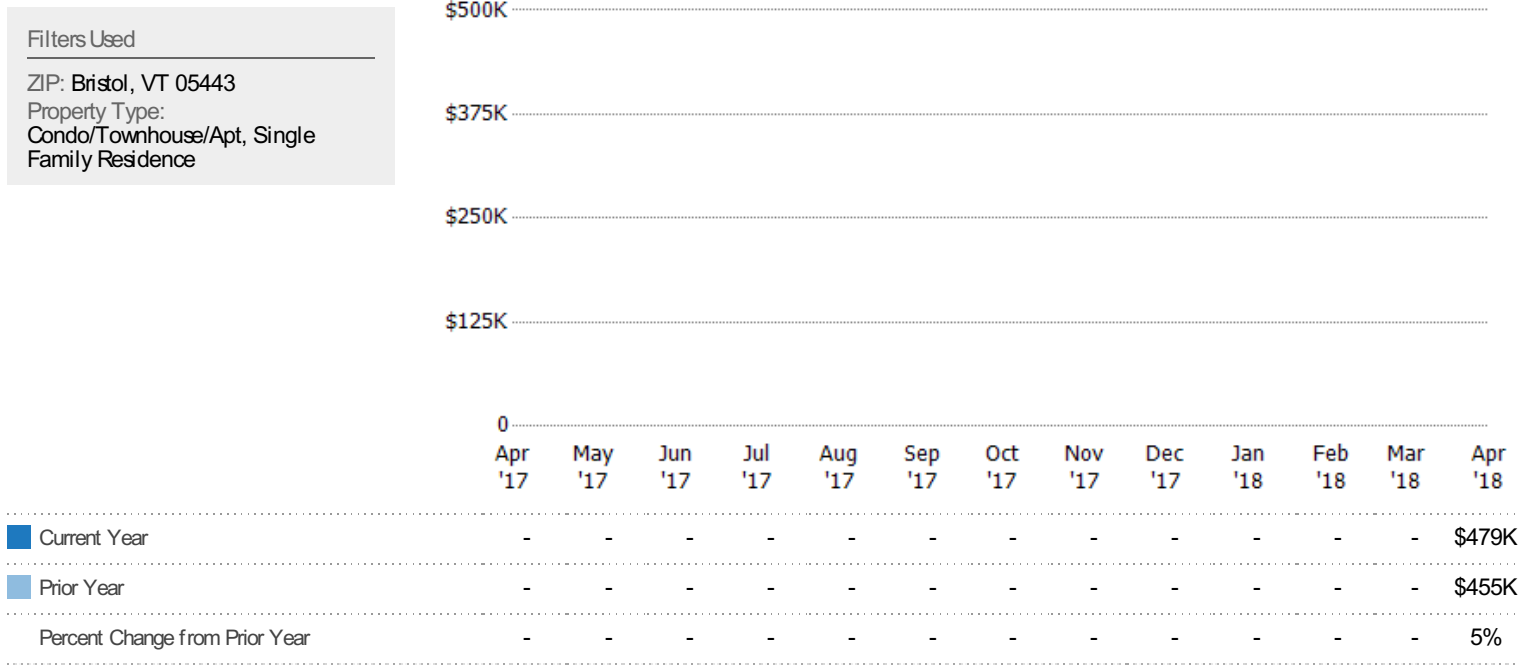 Filters Used
ZIP: Bristol, VT 05443
Property Type:
Condo/Townhouse/Apt, Single
Family Residence
$500K
$375K
$250K
$125K
0
Apr May Jun Jul Aug Sep Oct Nov Dec Jan Feb Mar Apr
'17 '17 '17 '17 '17 '17 '17 '17 '17 '18 '18 '18 '18
Current Year - - - - - - - - - - - - $479K
Prior Year - - - - - - - - - - - - $455K
Percent Change from Prior Year - - - - - - - - - - - - 5%